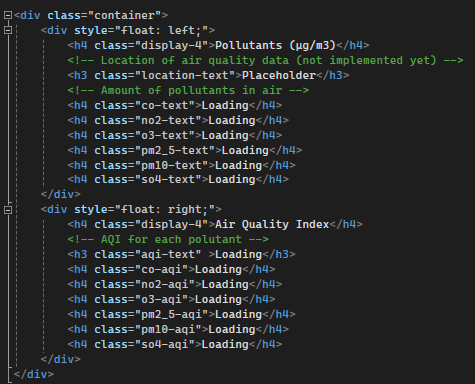 <div class="container">
<div style="float: left;">
<h4 class="display-4">Pollutants (µg/m3)</h4>
<!-- Location of air quality data (not implemented yet) -->
<h3 class="location-text">Placeholder</h3>
<!-- Amount of pollutants in air -->
<h4 class="co-text">Loading</h4>
<h4 class="no2-text">Loading</h4>
<h4 class="o3-text">Loading</h4>
<h4 class="pm2_5-text">Loading</h4>
<h4 class="pm10-text">Loading</h4>
<h4 class="so4-text">Loading</h4>
</div>
<div style="float: right;">
<h4 class="display-4">Air Quality Index</h4>
<!-- AQI for each polutant -->
<h3 class="aqi-text" >Loading</h3>
<h4 class="co-aqi">Loading</h4>
<h4 class="no2-aqi">Loading</h4>
<h4 class="o3-aqi">Loading</h4>
<h4 class="pm2_5-aqi">Loading</h4>
<h4 class="pm10-aqi">Loading</h4>
<h4 class="so4-aqi">Loading</h4>
</div>
</div>